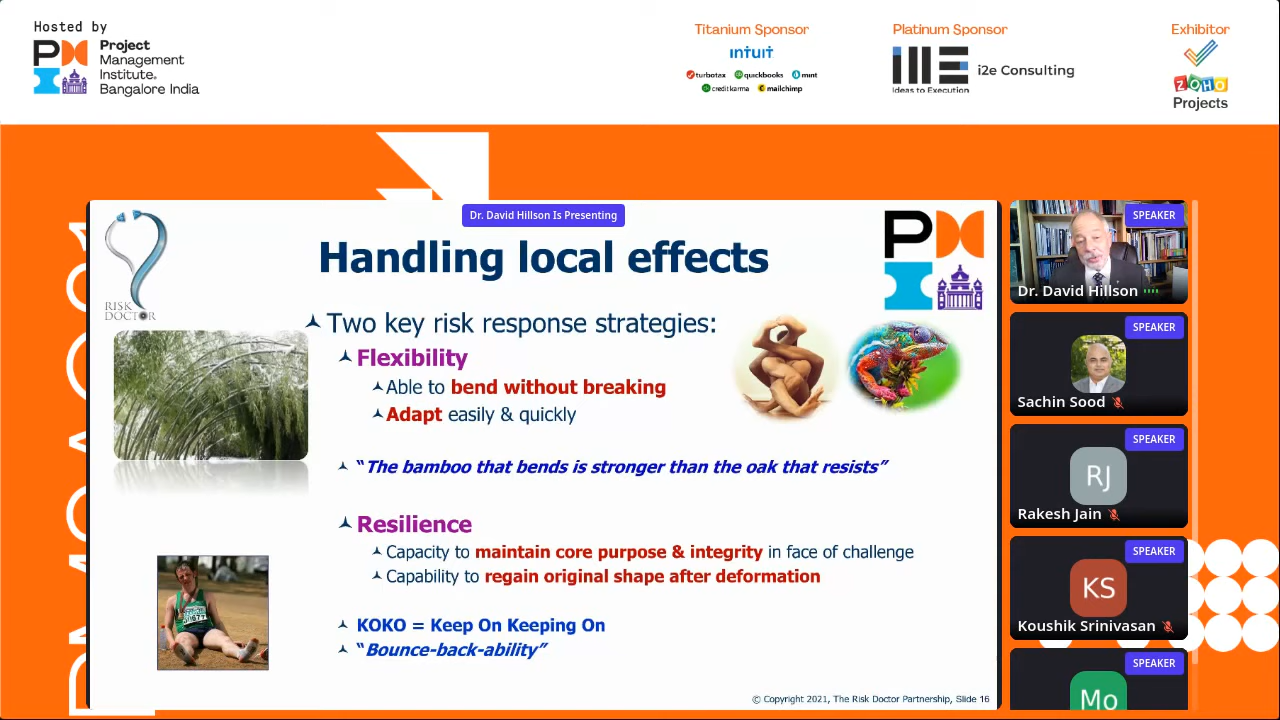 Hosted by
Project
Management
Institute.
Bangalore India
Titanium Sponsor
intuit
turbotax quickbooks mint
creditkarma mailchimp
Platinum Sponsor
i2e Consulting
Ideas to Execution
Exhibitor
ZOHO
Projects
Dr. David Hillson Is Presenting
RISK
DOCTOR
Handling local effects
Two key risk response strategies:
Flexibility
Able to bend without breaking
Adapt easily & quickly
"The bamboo that bends is stronger than the oak that resists"
Resilience
Capacity to maintain core purpose & integrity in face of challenge
Capability to regain original shape after deformation
KOKO = Keep On Keeping On
"Bounce-back-ability"
© Copyright 2021, The Risk Doctor Partnership, Slide 16
SPEAKER
Dr. David Hillson
SPEAKER
Sachin Sood
SPEAKER
RJ
Rakesh Jain
SPEAKER
KS
Koushik Srinivasan
SPEAKER
Mo